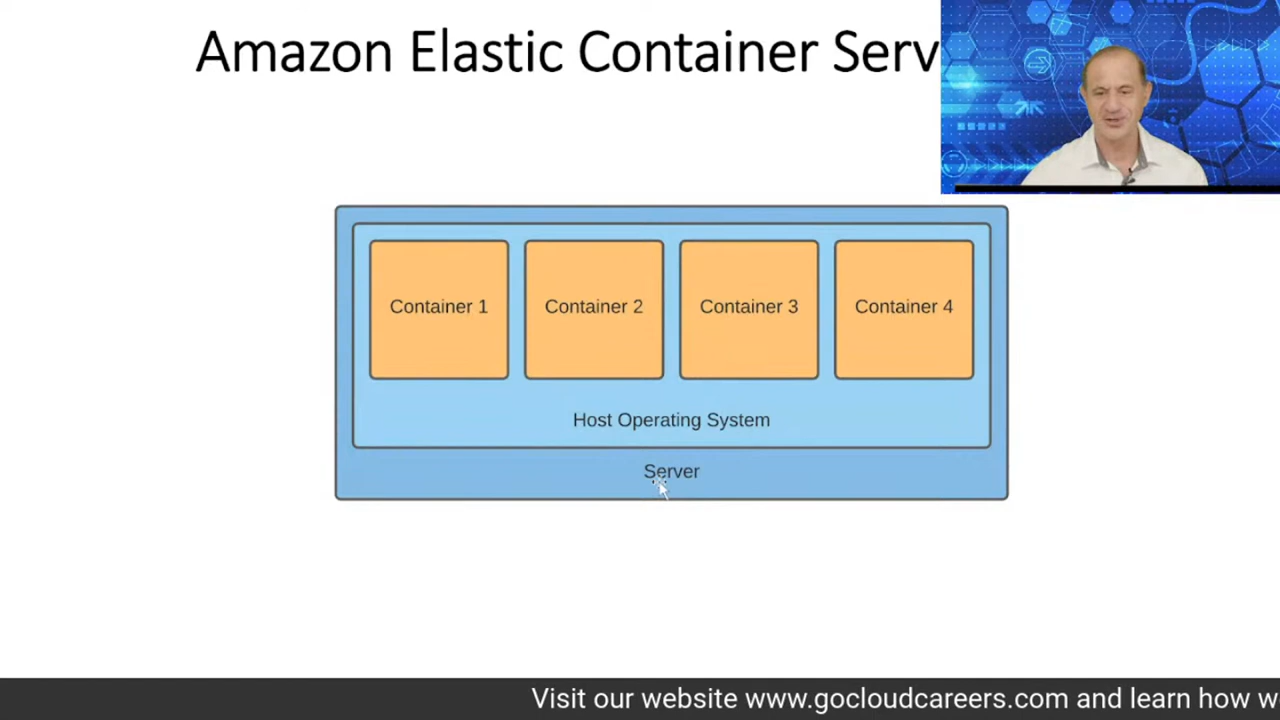 Amazon Elastic Container Serv
Container 1
Container 2
Container 3
Container 4
Host Operating System
Server
Visit our website www.gocloudcareers.com and learn how w